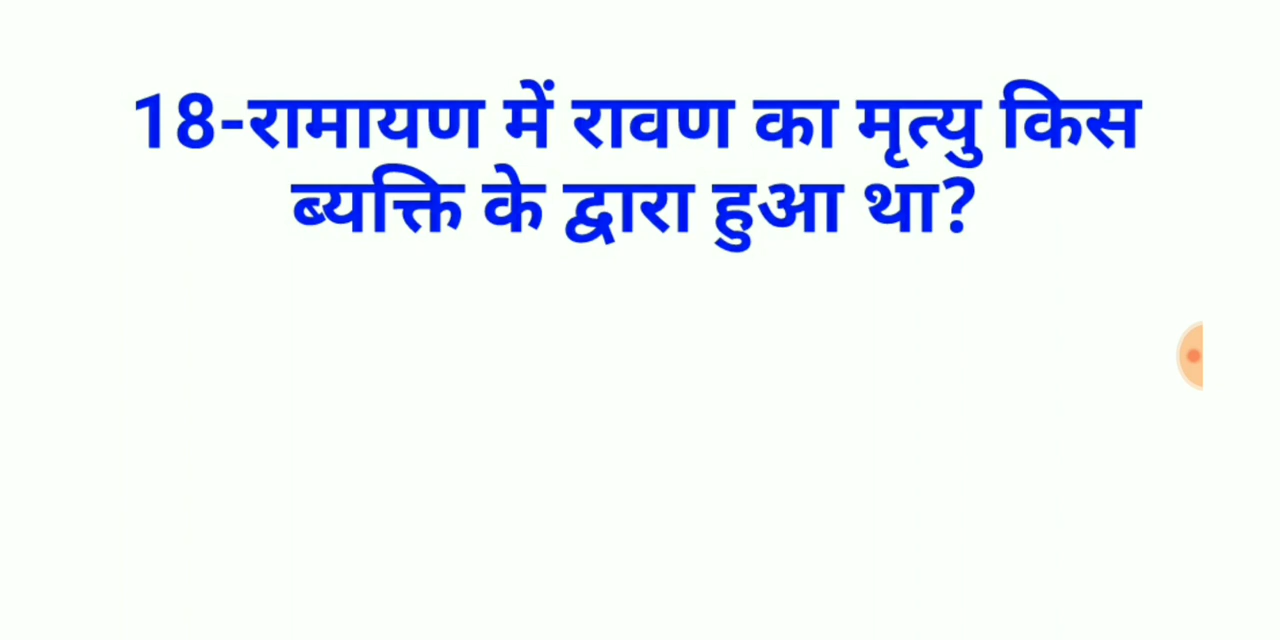 18-रामायण में रावण का मृत्यु किस
ब्यक्ति के द्वारा हुआ था?